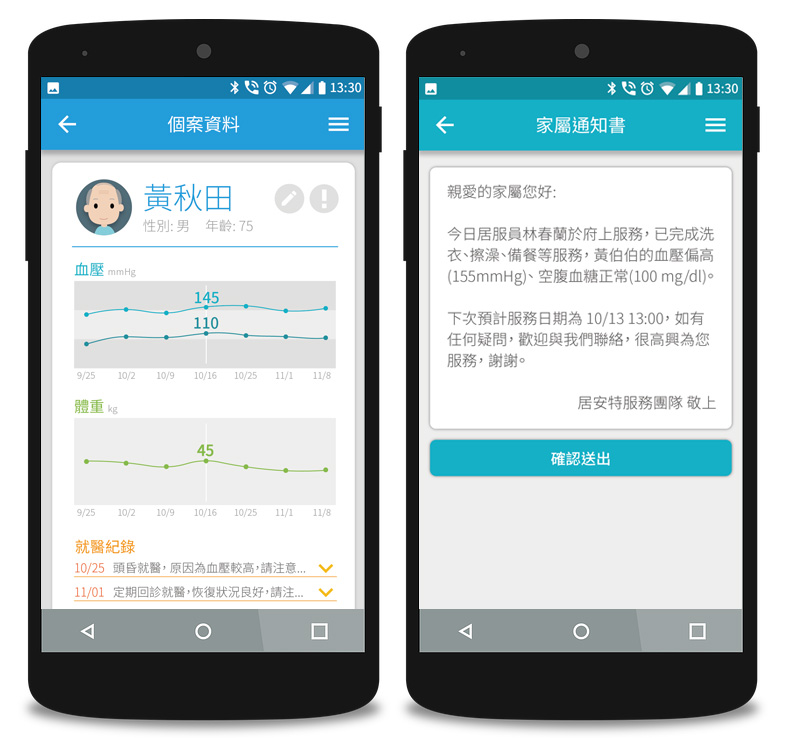 13:30
個案資料
黃秋田
性別: 男 年齡: 75
血壓 mmHg
145
110
9/25 10/2 10/9 10/16 10/25 11/1 11/8
體重 kg
45
9/25 10/2 10/9 10/16 10/25 11/1 11/8
就醫紀錄
10/25 頭昏就醫，原因為血壓較高，請注意...
11/01 定期回診就醫，恢復狀況良好，請注...
13:30
家屬通知書
親愛的家屬您好:
今日居服員林春蘭於府上服務，已完成洗
衣、擦澡、備餐等服務，黃伯伯的血壓偏高
(155mmHg)、空腹血糖正常(100 mg/dl)。
下次預計服務日期為 10/13 13:00，如有
任何疑問，歡迎與我們聯絡，很高興為您
服務，謝謝。
居安特服務團隊 敬上
確認送出